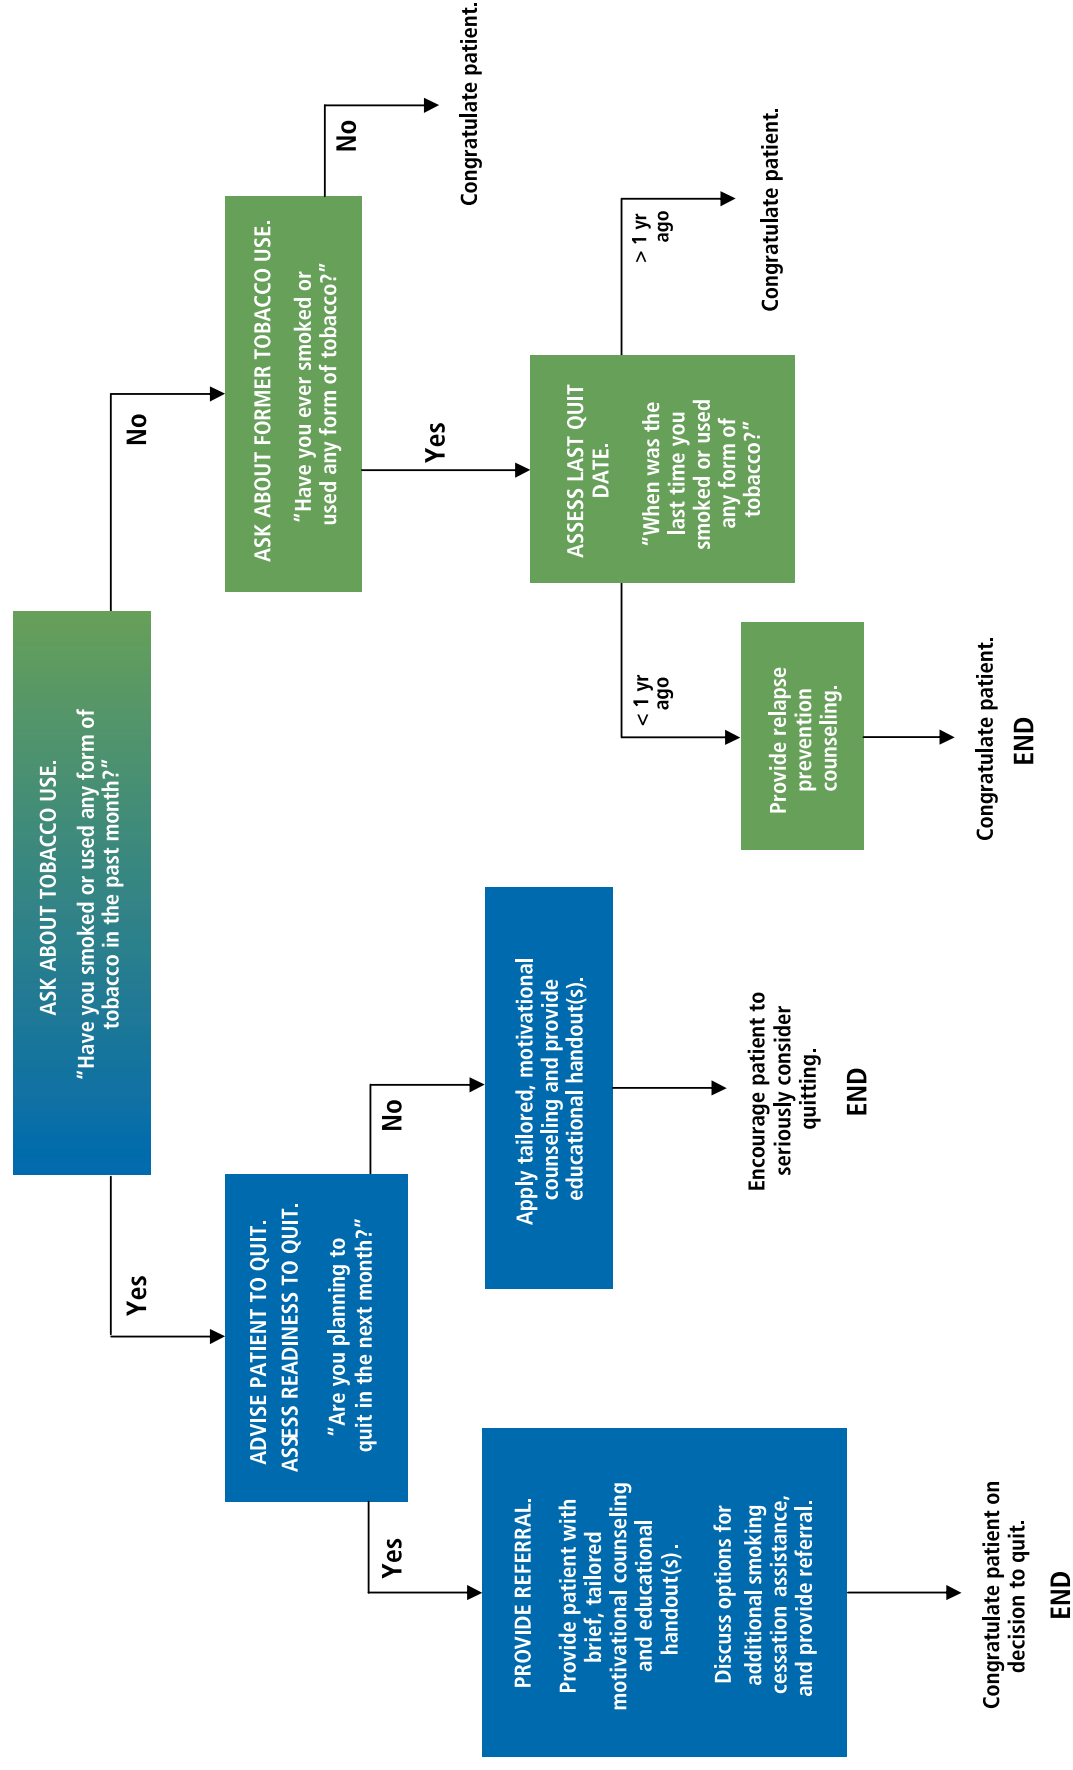 ASK ABOUT TOBACCO USE.
“Have you smoked or used any form of
tobacco in the past month?”
Yes
No
ADVISE PATIENT TO QUIT.
ASSESS READINESS TO QUIT.
“Are you planning to
quit in the next month?”
Yes
No
PROVIDE REFERRAL.
Provide patient with
brief, tailored
motivational counseling
and educational
handout(s).
Discuss options for
additional smoking
cessation assistance,
and provide referral.
Congratulate patient on
decision to quit.
END
Apply tailored, motivational
counseling and provide
educational handout(s).
Encourage patient to
seriously consider
quitting.
END
ASK ABOUT FORMER TOBACCO USE.
“Have you ever smoked or
used any form of tobacco?”
Yes
No
Congratulate patient.
ASSESS LAST QUIT
DATE.
“When was the
last time you
smoked or used
any form of
tobacco?”
< 1 yr
ago
> 1 yr
ago
Provide relapse
prevention
counseling.
Congratulate patient.
END
Congratulate patient.